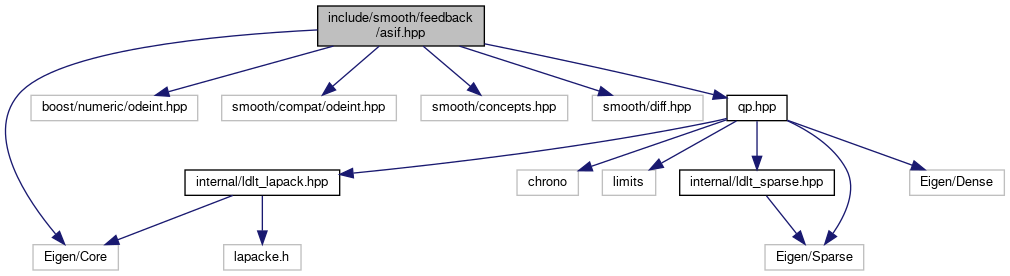 include/smooth/feedback
/asif.hpp
boost/numeric/odeint.hpp
smooth/compat/odeint.hpp
smooth/concepts.hpp
smooth/diff.hpp
qp.hpp
internal/ldlt_lapack.hpp
chrono
limits
internal/ldlt_sparse.hpp
Eigen/Dense
Eigen/Core
lapacke.h
Eigen/Sparse